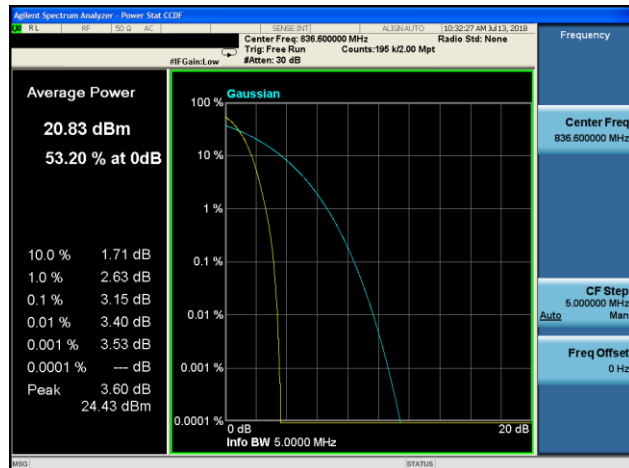 Agilent Spectrum Analyzer - Power Stat CCDF
RL RF 50 Ω AC SENSE:INT ALIGN AUTO 10:32:27 AM Jul 13, 2018
Center Freq: 836.600000 MHz Radio Std: None
Trig: Free Run Counts:195 k/2.00 Mpt
#IFGain:Low #Atten: 30 dB
Frequency
Average Power
20.83 dBm
53.20 % at 0dB
10.0 % 1.71 dB
1.0 % 2.63 dB
0.1 % 3.15 dB
0.01 % 3.40 dB
0.001 % 3.53 dB
0.0001 % --- dB
Peak 3.60 dB
24.43 dBm
Gaussian
100 %
10 %
1 %
0.1 %
0.01 %
0.001 %
0.0001 %
0 dB 20 dB
Info BW 5.0000 MHz
Center Freq
836.600000 MHz
CF Step
5.000000 MHz
Auto Man
Freq Offset
0 Hz
MSG STATUS